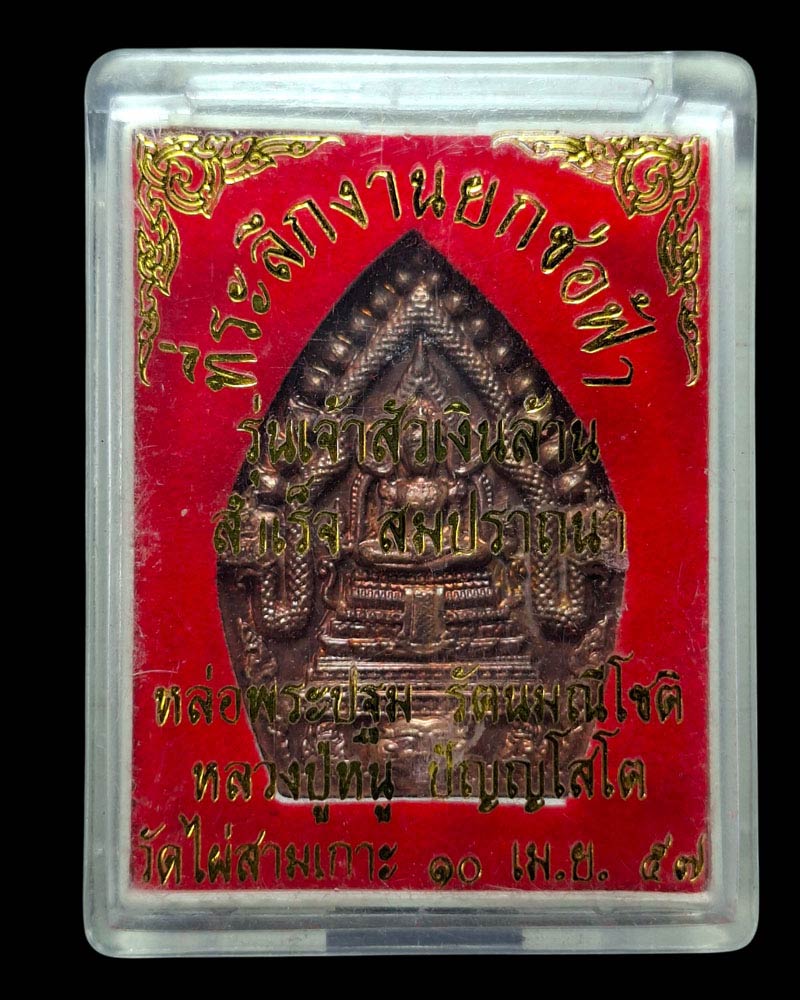 ที่ระลึกงานยกช่อฟ้า
รุ่นเจ้าสัวเงินล้าน
สำเร็จ สมปราถนา
หล่อพระปฐม รัตนมณีโชติ
หลวงปู่หนู ปัญญโสโต
วัดไผ่สามเกาะ ๑๐ เม.ย. ๕๗